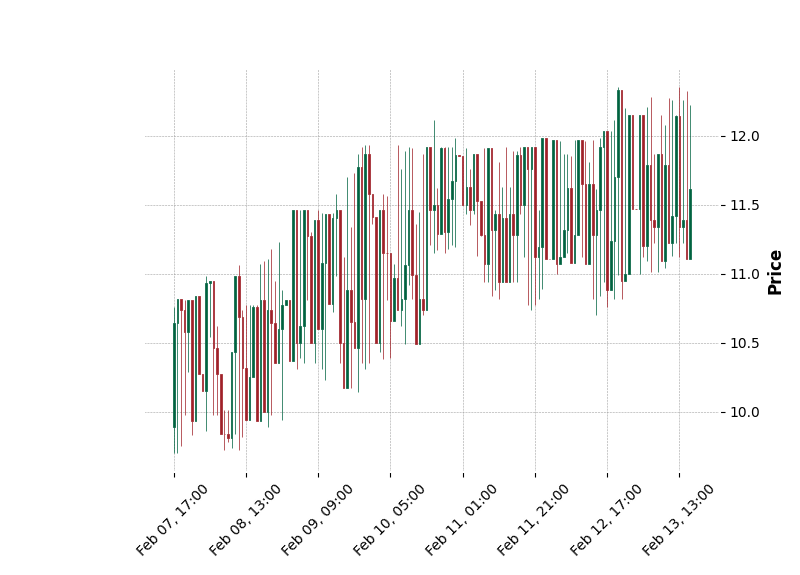 12.0
11.5
11.0
10.5
10.0
Price
Feb 07, 17:00
Feb 08, 13:00
Feb 09, 09:00
Feb 10, 05:00
Feb 11, 01:00
Feb 11, 21:00
Feb 12, 17:00
Feb 13, 13:00